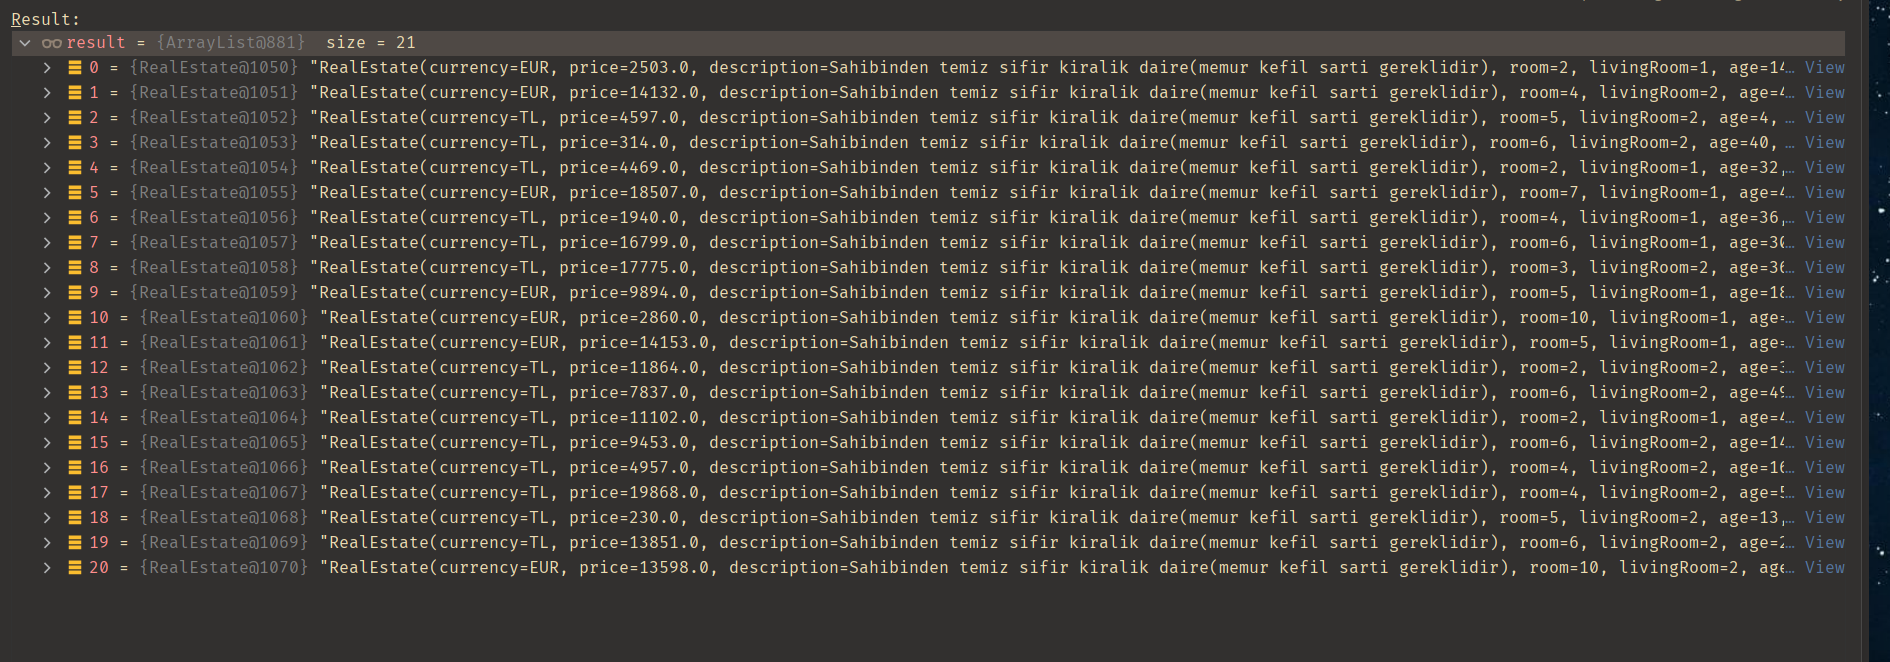 Result:
result = {ArrayList@881} size = 21
0 = {RealEstate@1050} "RealEstate(currency=EUR, price=2503.0, description=Sahibinden temiz sifir kiralik daire(memur kefil sarti gereklidir), room=2, livingRoom=1, age=14... View
1 = {RealEstate@1051} "RealEstate(currency=EUR, price=14132.0, description=Sahibinden temiz sifir kiralik daire(memur kefil sarti gereklidir), room=4, livingRoom=2, age=4... View
2 = {RealEstate@1052} "RealEstate(currency=TL, price=4597.0, description=Sahibinden temiz sifir kiralik daire(memur kefil sarti gereklidir), room=5, livingRoom=2, age=4, ... View
3 = {RealEstate@1053} "RealEstate(currency=TL, price=314.0, description=Sahibinden temiz sifir kiralik daire(memur kefil sarti gereklidir), room=6, livingRoom=2, age=40, ... View
4 = {RealEstate@1054} "RealEstate(currency=TL, price=4469.0, description=Sahibinden temiz sifir kiralik daire(memur kefil sarti gereklidir), room=2, livingRoom=1, age=32,... View
5 = {RealEstate@1055} "RealEstate(currency=EUR, price=18507.0, description=Sahibinden temiz sifir kiralik daire(memur kefil sarti gereklidir), room=7, livingRoom=1, age=4... View
6 = {RealEstate@1056} "RealEstate(currency=TL, price=1940.0, description=Sahibinden temiz sifir kiralik daire(memur kefil sarti gereklidir), room=4, livingRoom=1, age=36,... View
7 = {RealEstate@1057} "RealEstate(currency=TL, price=16799.0, description=Sahibinden temiz sifir kiralik daire(memur kefil sarti gereklidir), room=6, livingRoom=1, age=30... View
8 = {RealEstate@1058} "RealEstate(currency=TL, price=17775.0, description=Sahibinden temiz sifir kiralik daire(memur kefil sarti gereklidir), room=3, livingRoom=2, age=36... View
9 = {RealEstate@1059} "RealEstate(currency=EUR, price=9894.0, description=Sahibinden temiz sifir kiralik daire(memur kefil sarti gereklidir), room=5, livingRoom=1, age=18... View
10 = {RealEstate@1060} "RealEstate(currency=EUR, price=2860.0, description=Sahibinden temiz sifir kiralik daire(memur kefil sarti gereklidir), room=10, livingRoom=1, age=... View
11 = {RealEstate@1061} "RealEstate(currency=EUR, price=14153.0, description=Sahibinden temiz sifir kiralik daire(memur kefil sarti gereklidir), room=5, livingRoom=1, age=... View
12 = {RealEstate@1062} "RealEstate(currency=TL, price=11864.0, description=Sahibinden temiz sifir kiralik daire(memur kefil sarti gereklidir), room=2, livingRoom=2, age=3... View
13 = {RealEstate@1063} "RealEstate(currency=TL, price=7837.0, description=Sahibinden temiz sifir kiralik daire(memur kefil sarti gereklidir), room=6, livingRoom=2, age=49... View
14 = {RealEstate@1064} "RealEstate(currency=TL, price=11102.0, description=Sahibinden temiz sifir kiralik daire(memur kefil sarti gereklidir), room=2, livingRoom=1, age=4... View
15 = {RealEstate@1065} "RealEstate(currency=TL, price=9453.0, description=Sahibinden temiz sifir kiralik daire(memur kefil sarti gereklidir), room=6, livingRoom=2, age=14... View
16 = {RealEstate@1066} "RealEstate(currency=TL, price=4957.0, description=Sahibinden temiz sifir kiralik daire(memur kefil sarti gereklidir), room=4, livingRoom=2, age=16... View
17 = {RealEstate@1067} "RealEstate(currency=TL, price=19868.0, description=Sahibinden temiz sifir kiralik daire(memur kefil sarti gereklidir), room=4, livingRoom=2, age=5... View
18 = {RealEstate@1068} "RealEstate(currency=TL, price=230.0, description=Sahibinden temiz sifir kiralik daire(memur kefil sarti gereklidir), room=5, livingRoom=2, age=13,... View
19 = {RealEstate@1069} "RealEstate(currency=TL, price=13851.0, description=Sahibinden temiz sifir kiralik daire(memur kefil sarti gereklidir), room=6, livingRoom=2, age=2... View
20 = {RealEstate@1070} "RealEstate(currency=EUR, price=13598.0, description=Sahibinden temiz sifir kiralik daire(memur kefil sarti gereklidir), room=10, livingRoom=2, age... View